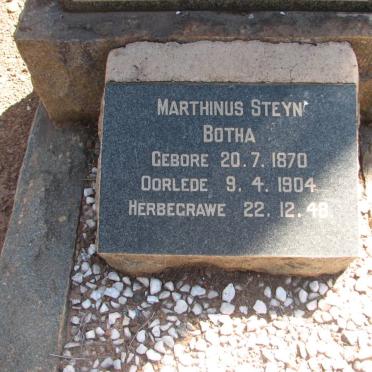 MARTHINUS STEYN
BOTHA
GEBORE 20.7.1870
OORLEDE 9.4.1904
HERBEGRAWE 22.12.48.